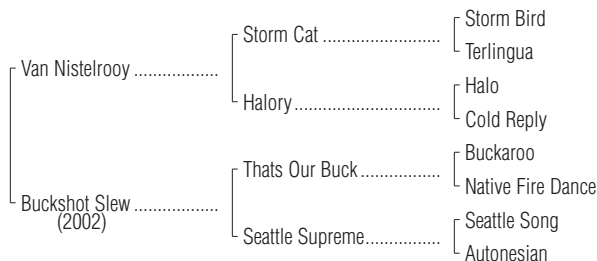 Storm Bird
Storm Cat ........................
Terlingua
Van Nistelrooy .................
Halo
Halory .............................
Cold Reply
Buckaroo
Thats Our Buck ................
Native Fire Dance
Buckshot Slew .................
(2002)
Seattle Song
Seattle Supreme...............
Autonesian